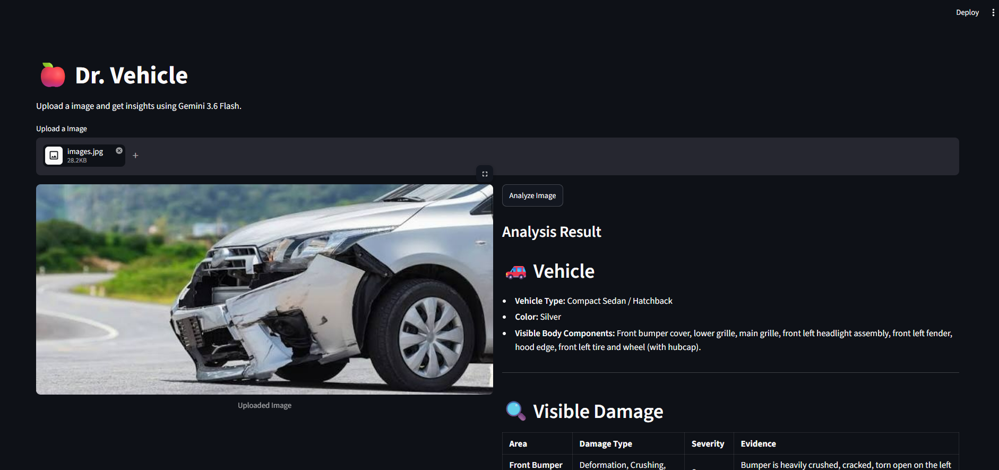 Deploy
Dr. Vehicle
Upload a image and get insights using Gemini 3.6 Flash.
Upload a Image
images.jpg
28.2KB
Analyze Image
Analysis Result
Vehicle
Vehicle Type: Compact Sedan / Hatchback
Color: Silver
Visible Body Components: Front bumper cover, lower grille, main grille, front left headlight assembly, front left fender,
hood edge, front left tire and wheel (with hubcap).
Uploaded Image
Visible Damage
Area Damage Type Severity Evidence
Front Bumper Deformation, Crushing, Bumper is heavily crushed, cracked, torn open on the left